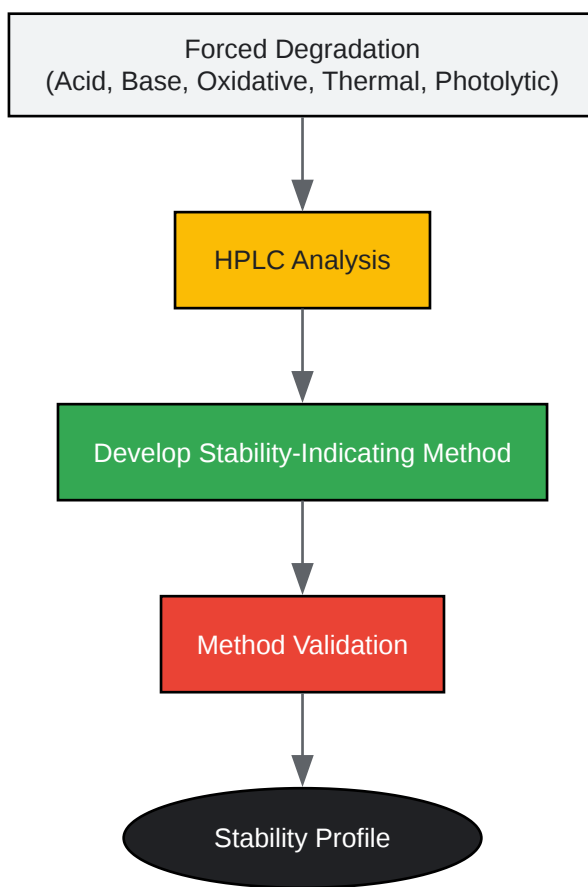 Forced Degradation
(Acid, Base, Oxidative, Thermal, Photolytic)
HPLC Analysis
Develop Stability-Indicating Method
Method Validation
Stability Profile